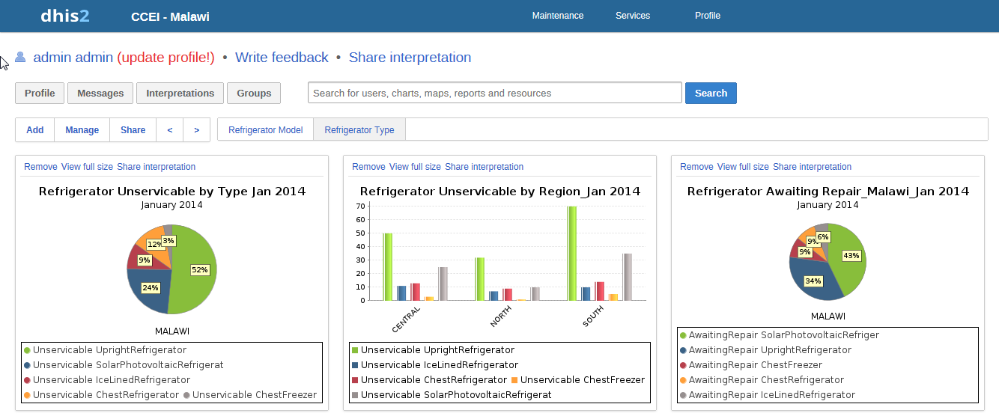 dhis2 CCEI - Malawi Maintenance Services Profile
admin admin (update profile!) • Write feedback • Share interpretation
Profile Messages Interpretations Groups Search for users, charts, maps, reports and resources Search
Add Manage Share < > Refrigerator Model Refrigerator Type
Remove View full size Share interpretation
Refrigerator Unservicable by Type Jan 2014
January 2014
12% 3%
9%
52%
24%
MALAWI
Unservicable UprightRefrigerator
Unservicable SolarPhotovoltaicRefrigerat
Unservicable IceLinedRefrigerator
Unservicable ChestRefrigerator Unservicable ChestFreezer
Remove View full size Share interpretation
Refrigerator Unservicable by Region_Jan 2014
70
60
50
40
30
20
10
0
CENTRAL NORTH SOUTH
Unservicable UprightRefrigerator
Unservicable IceLinedRefrigerator
Unservicable ChestRefrigerator Unservicable ChestFreezer
Unservicable SolarPhotovoltaicRefrigerat
Remove View full size Share interpretation
Refrigerator Awaiting Repair_Malawi_Jan 2014
January 2014
9% 6%
9%
43%
34%
MALAWI
AwaitingRepair SolarPhotovoltaicRefriger
AwaitingRepair UprightRefrigerator
AwaitingRepair ChestFreezer
AwaitingRepair ChestRefrigerator
AwaitingRepair IceLinedRefrigerator